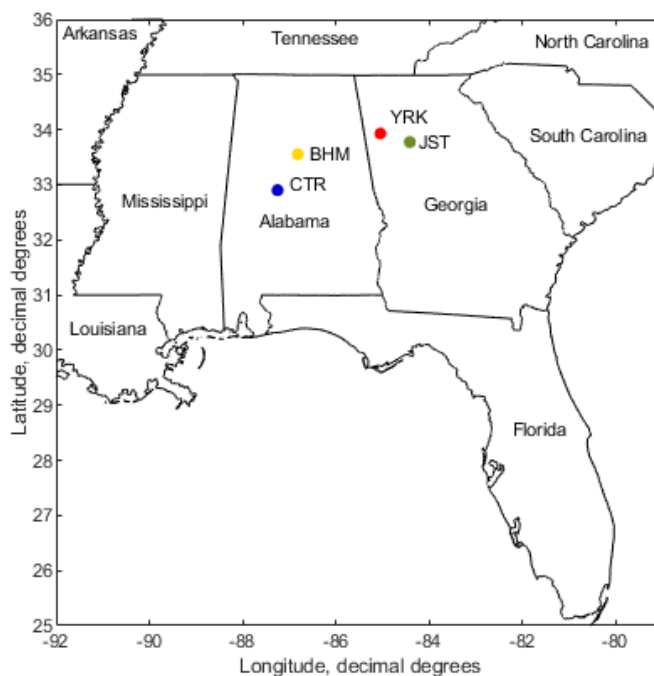 36
Arkansas
Tennessee
North Carolina
35
34
YRK
JST
BHM
South Carolina
33
CTR
Mississippi
Georgia
Alabama
32
31
Louisiana
30
29
Florida
28
27
26
25
-92
-90
-88
-86
-84
-82
-80
Latitude, decimal degrees
Longitude, decimal degrees